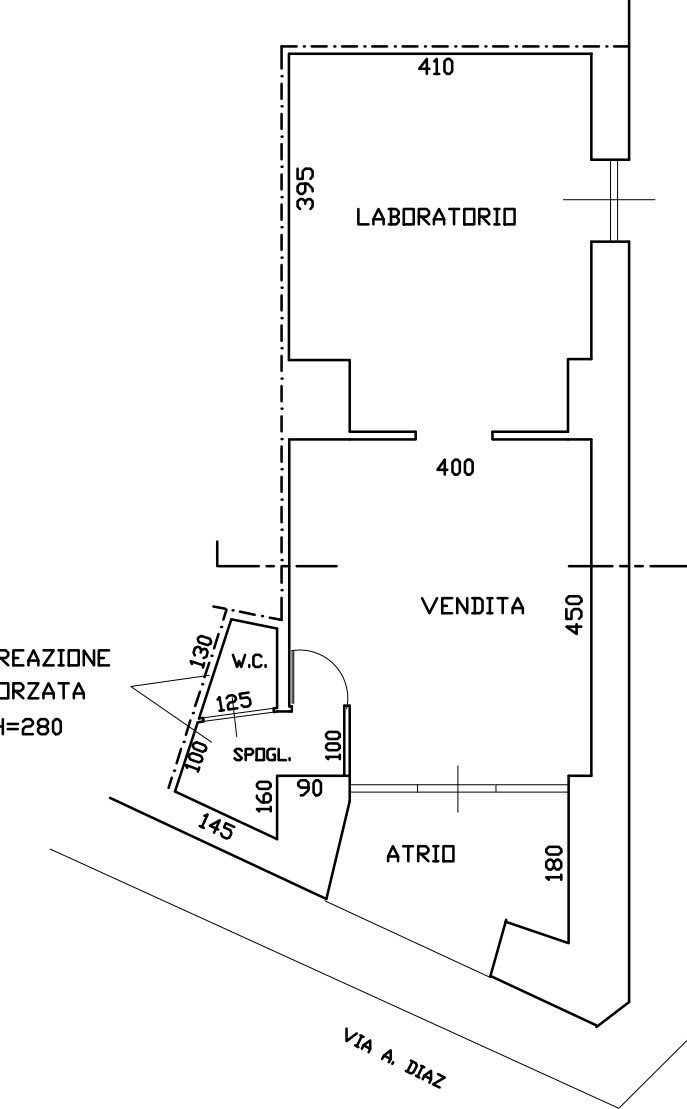 410
395
LABORATORIO
400
VENDITA
450
130
W.C.
REAZIONE
ORZATA
H=280
125
100
SPOGL.
100
160
90
145
ATRIO
180
VIA A. DIAZ